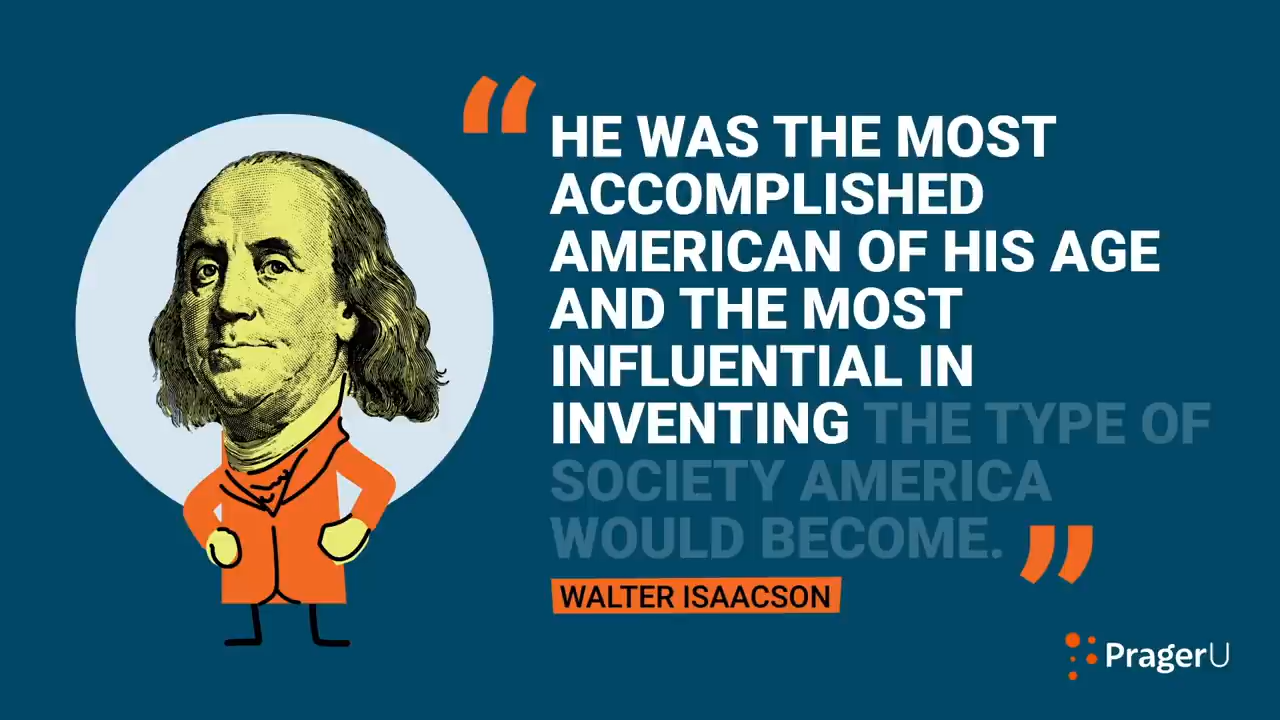 “HE WAS THE MOST
ACCOMPLISHED
AMERICAN OF HIS AGE
AND THE MOST
INFLUENTIAL IN
INVENTING THE TYPE OF
SOCIETY AMERICA
WOULD BECOME.”
WALTER ISAACSON
PragerU